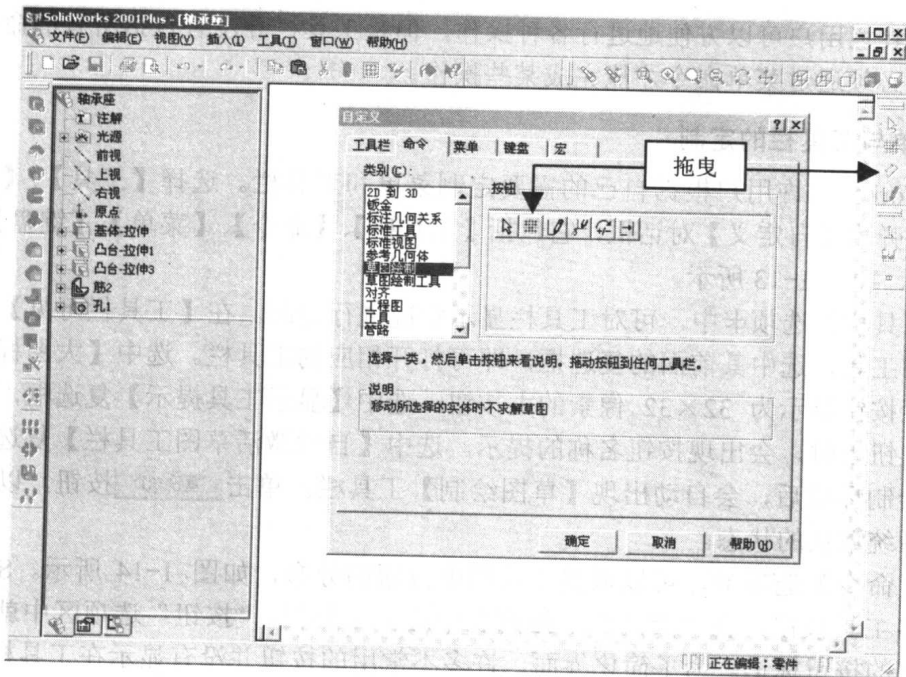 SolidWorks 2001Plus - [轴承座]
文件(F) 编辑(E) 视图(V) 插入(I) 工具(T) 窗口(W) 帮助(H)
轴承座
注解
光源
前视
上视
右视
原点
基体-拉伸
凸台-拉伸1
凸台-拉伸3
筋2
孔1
自定义
工具栏 命令 菜单 键盘 宏
类别(C)
按钮
2D 到 3D
钣金
标注几何关系
标准工具
标准视图
参考几何体
草图绘制
草图绘制工具
对齐
工程图
工具
管路
拖曳
选择一类，然后单击按钮来看说明。拖动按钮到任何工具栏。
说明
移动所选择的实体时不求解草图
确定 取消 帮助(H)
正在编辑：零件